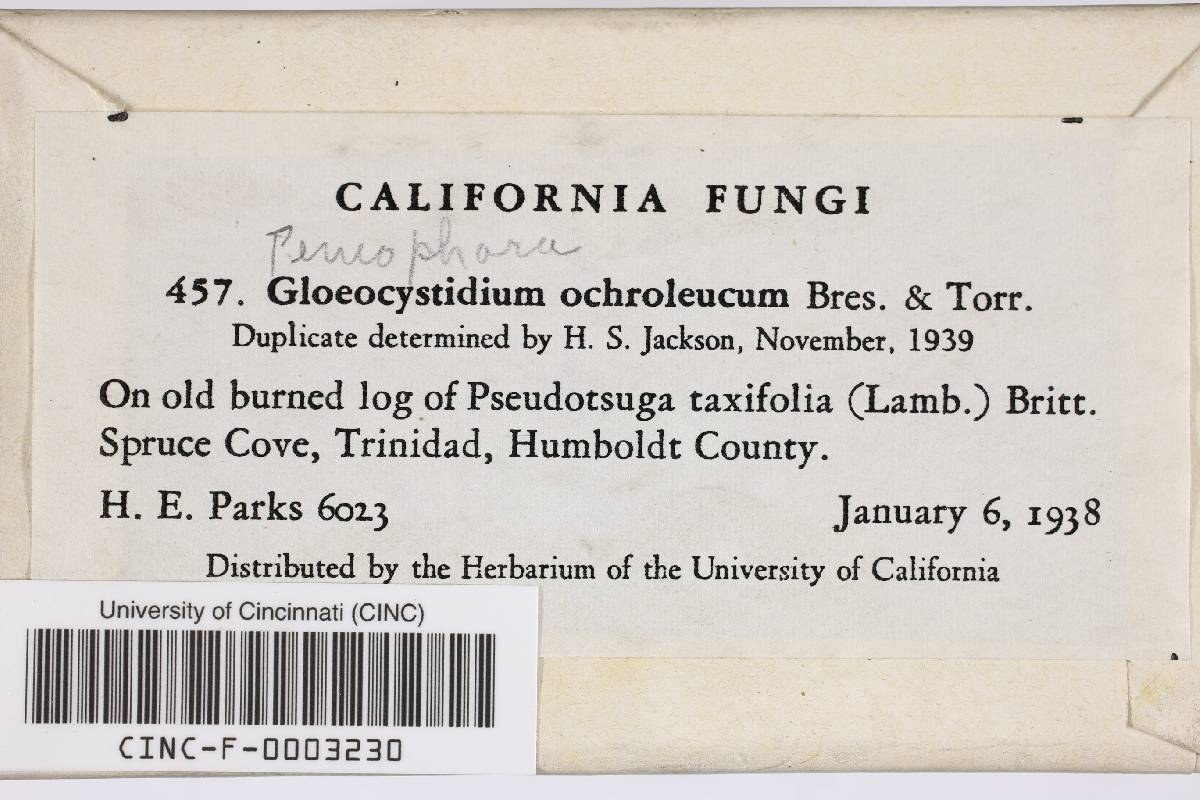 CALIFORNIA FUNGI
Peniophora
457. Gloeocystidium ochroleucum Bres. & Torr.
Duplicate determined by H. S. Jackson, November, 1939
On old burned log of Pseudotsuga taxifolia (Lamb.) Britt.
Spruce Cove, Trinidad, Humboldt County.
H. E. Parks 6023 January 6, 1938
Distributed by the Herbarium of the University of California
University of Cincinnati (CINC)
CINC-F-0003230